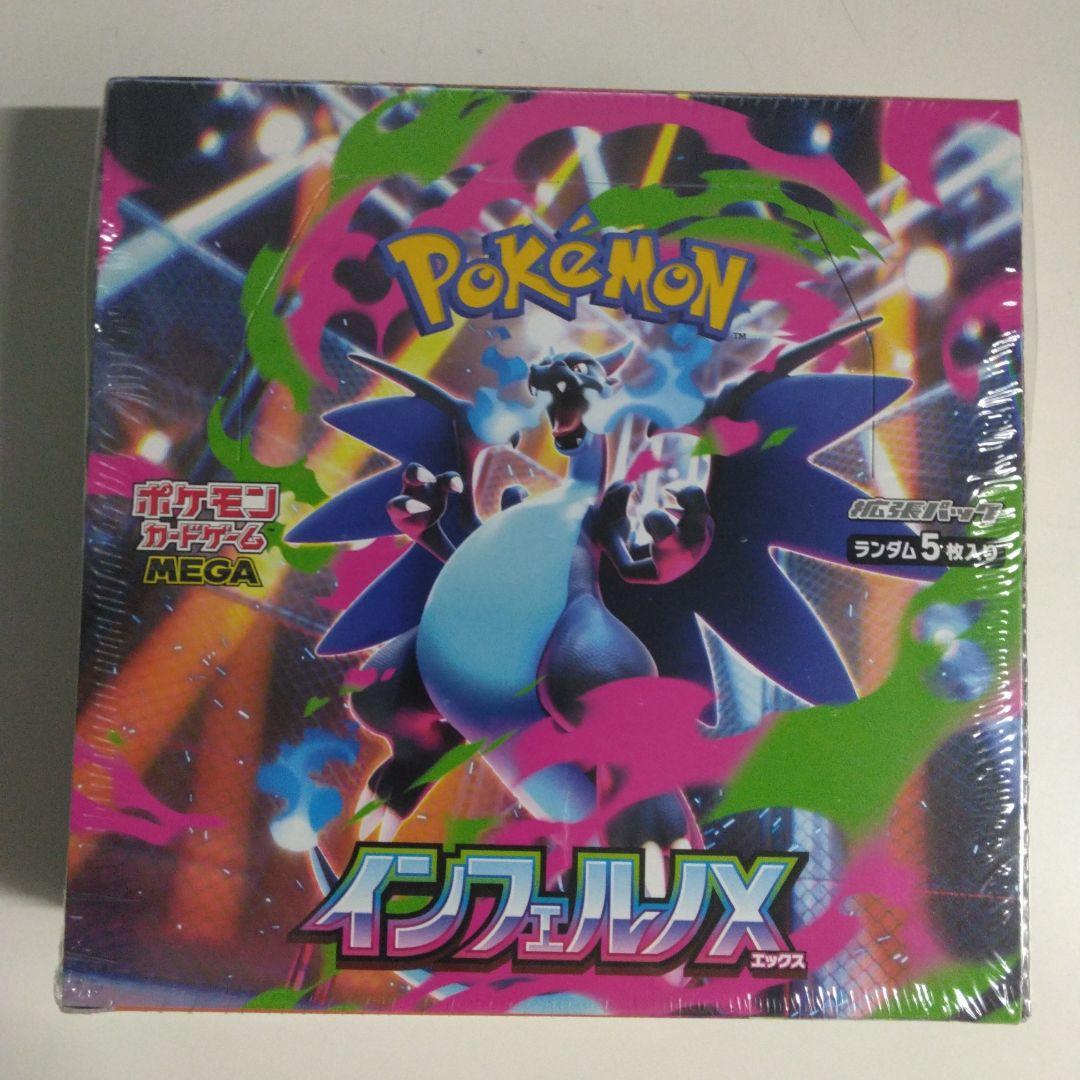 POKéMON
TM
ポケモン
カードゲーム
MEGA
拡張パック
ランダム5枚入り
インフェルノX
エックス